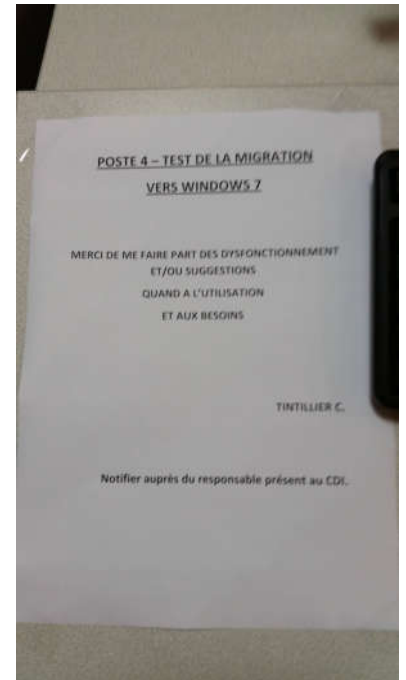 POSTE 4 – TEST DE LA MIGRATION
VERS WINDOWS 7
MERCI DE ME FAIRE PART DES DYSFONCTIONNEMENT
ET/OU SUGGESTIONS
QUAND A L'UTILISATION
ET AUX BESOINS
TINTILLIER C.
Notifier auprès du responsable présent au CDI.